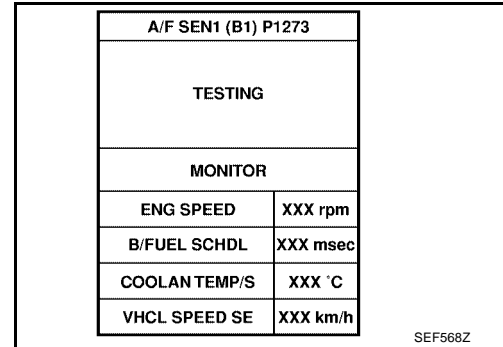 A/F SEN1 (B1) P1273
TESTING
MONITOR
ENG SPEED XXX rpm
B/FUEL SCHDL XXX msec
COOLAN TEMP/S XXX °C
VHCL SPEED SE XXX km/h
SEF568Z